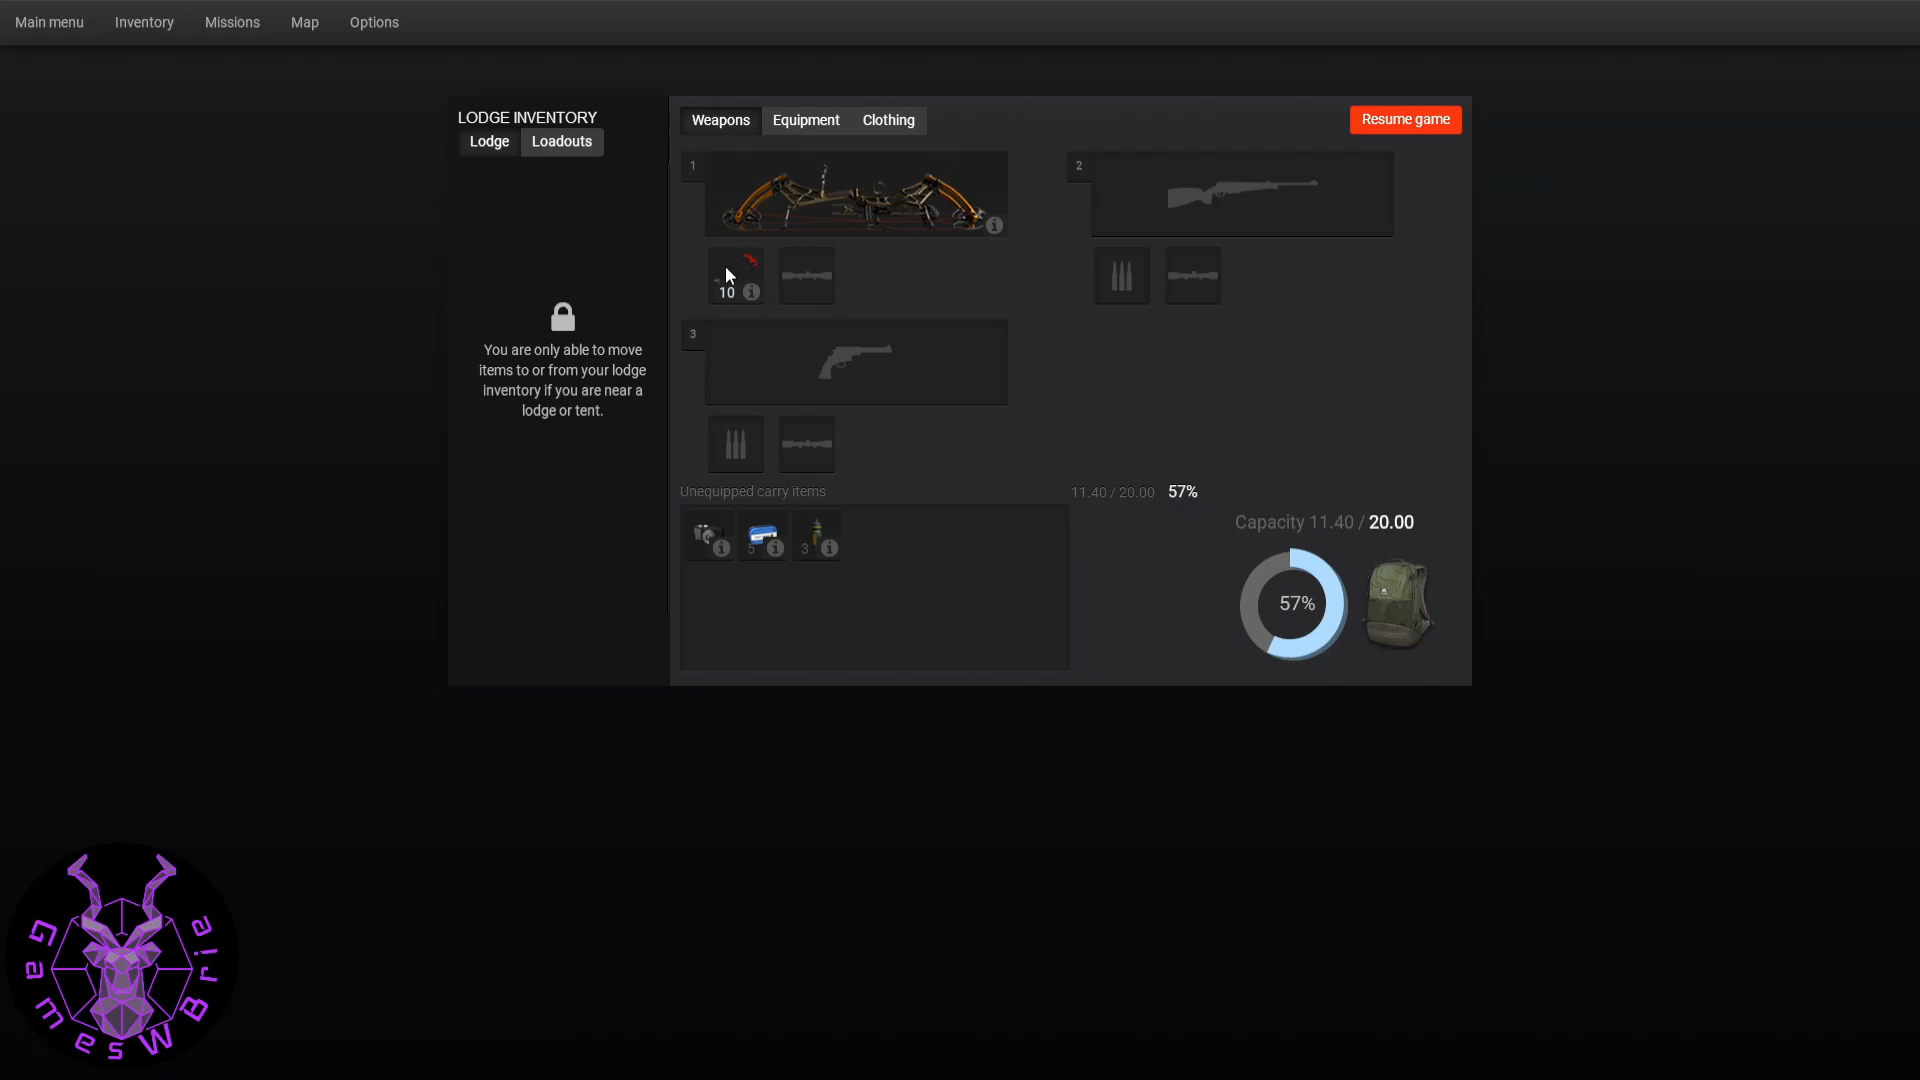 Main menu
Inventory
Missions
Map
Options
LODGE INVENTORY
Lodge
Loadouts
You are only able to move
items to or from your lodge
inventory if you are near a
lodge or tent.
Weapons
Equipment
Clothing
Resume game
1
2
10
3
Unequipped carry items
11.40 / 20.00
57%
5
3
Capacity 11.40 / 20.00
57%